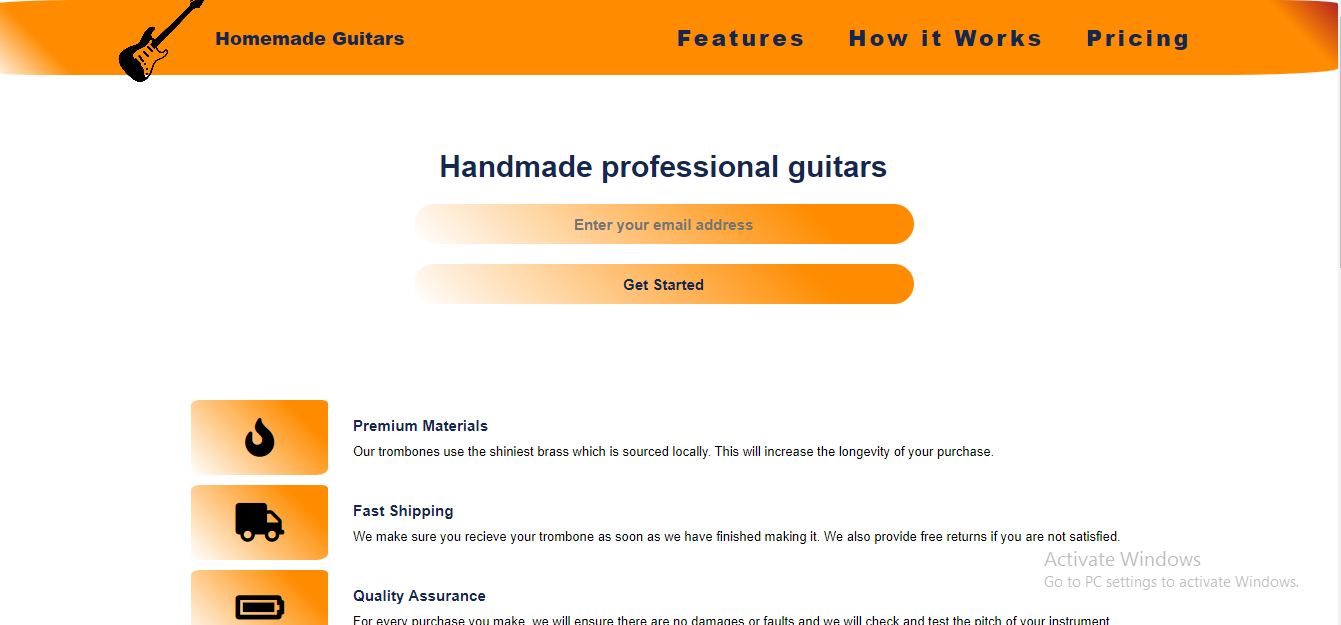 Homemade Guitars
Features How it Works Pricing
Handmade professional guitars
Enter your email address
Get Started
Premium Materials
Our trombones use the shiniest brass which is sourced locally. This will increase the longevity of your purchase.
Fast Shipping
We make sure you recieve your trombone as soon as we have finished making it. We also provide free returns if you are not satisfied.
Activate Windows
Go to PC settings to activate Windows.
Quality Assurance
For every purchase you make, we will ensure there are no damages or faults and we will check and test the pitch of your instrument